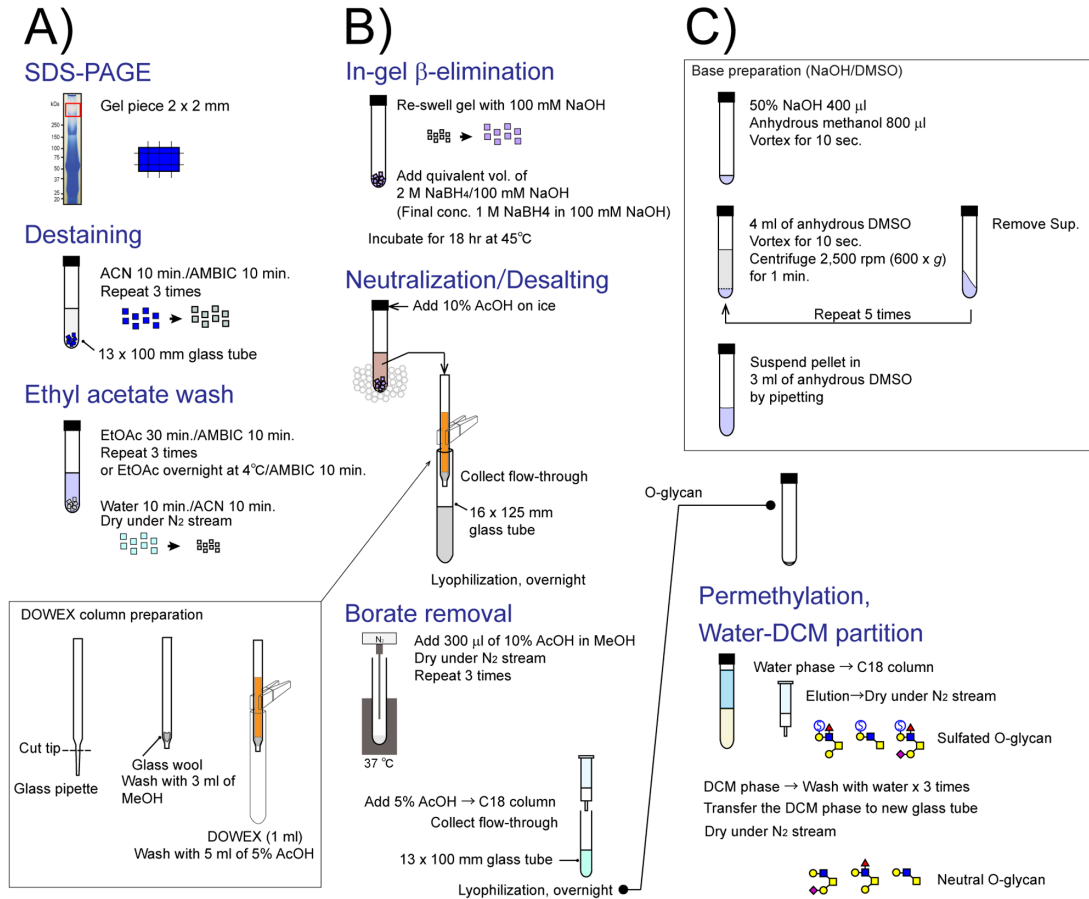 A)
SDS-PAGE
kDa
250
150
100
75
50
37
25
20
Gel piece 2 x 2 mm
Destaining
ACN 10 min./AMBIC 10 min.
Repeat 3 times
13 x 100 mm glass tube
Ethyl acetate wash
EtOAc 30 min./AMBIC 10 min.
Repeat 3 times
or EtOAc overnight at 4℃/AMBIC 10 min.
Water 10 min./ACN 10 min.
Dry under N2 stream
DOWEX column preparation
Cut tip
Glass pipette
Glass wool
Wash with 3 ml of
MeOH
DOWEX (1 ml)
Wash with 5 ml of 5% AcOH
B)
In-gel β-elimination
Re-swell gel with 100 mM NaOH
Add quivalent vol. of
2 M NaBH4/100 mM NaOH
(Final conc. 1 M NaBH4 in 100 mM NaOH)
Incubate for 18 hr at 45℃
Neutralization/Desalting
Add 10% AcOH on ice
Collect flow-through
16 x 125 mm
glass tube
Lyophilization, overnight
Borate removal
N2
Add 300 μl of 10% AcOH in MeOH
Dry under N2 stream
Repeat 3 times
37 ℃
Add 5% AcOH → C18 column
Collect flow-through
13 x 100 mm glass tube
Lyophilization, overnight
C)
Base preparation (NaOH/DMSO)
50% NaOH 400 μl
Anhydrous methanol 800 μl
Vortex for 10 sec.
4 ml of anhydrous DMSO
Vortex for 10 sec.
Centrifuge 2,500 rpm (600 x g)
for 1 min.
Remove Sup.
Repeat 5 times
Suspend pellet in
3 ml of anhydrous DMSO
by pipetting
O-glycan
Permethylation,
Water-DCM partition
Water phase → C18 column
Elution→Dry under N2 stream
S
S
S
Sulfated O-glycan
DCM phase → Wash with water x 3 times
Transfer the DCM phase to new glass tube
Dry under N2 stream
Neutral O-glycan